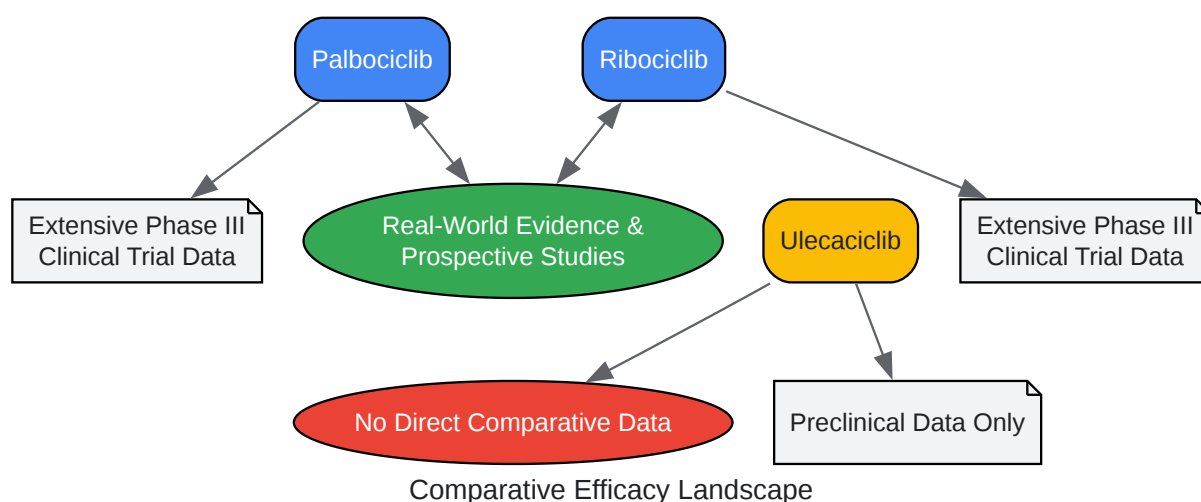 Palbociclib
Ribociclib
Extensive Phase III
Clinical Trial Data
Real-World Evidence &
Prospective Studies
Ulecaciclib
Extensive Phase III
Clinical Trial Data
No Direct Comparative Data
Preclinical Data Only
Comparative Efficacy Landscape